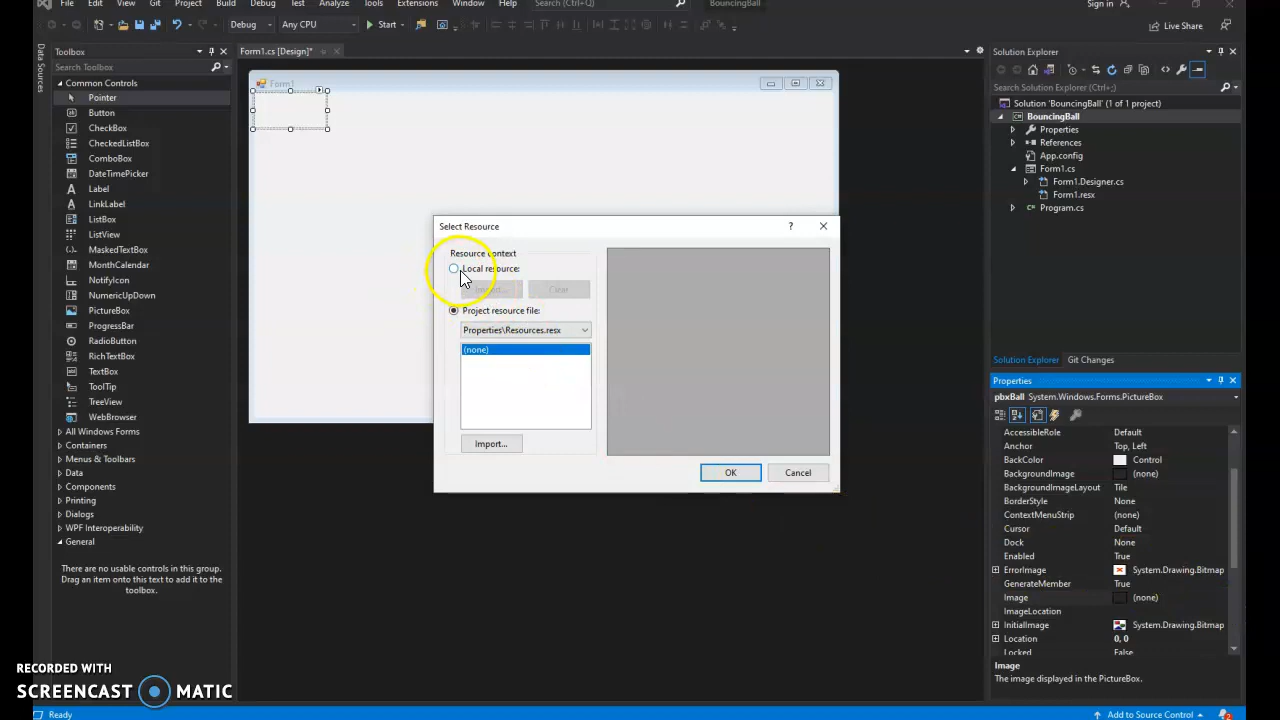 File
Edit
View
Git
Project
Build
Debug
Test
Analyze
Tools
Extensions
Window
Help
Search (Ctrl+Q)
BouncingBall
Sign in
Debug
Any CPU
Start
Live Share
Data Sources
Toolbox
Search Toolbox
Common Controls
Pointer
Button
CheckBox
CheckedListBox
ComboBox
DateTimePicker
Label
LinkLabel
ListBox
ListView
MaskedTextBox
MonthCalendar
NotifyIcon
NumericUpDown
PictureBox
ProgressBar
RadioButton
RichTextBox
TextBox
ToolTip
TreeView
WebBrowser
All Windows Forms
Containers
Menus & Toolbars
Data
Components
Printing
Dialogs
WPF Interoperability
General
There are no usable controls in this group.
Drag an item onto this text to add it to the
toolbox.
Form1.cs [Design]*
Form1
Select Resource
?
Resource context
Local resource:
Import...
Clear
Project resource file:
Properties\Resources.resx
(none)
Import...
OK
Cancel
Solution Explorer
Search Solution Explorer (Ctrl+;)
Solution 'BouncingBall' (1 of 1 project)
BouncingBall
Properties
References
App.config
Form1.cs
Form1.Designer.cs
Form1.resx
Program.cs
Solution Explorer
Git Changes
Properties
pbxBall System.Windows.Forms.PictureBox
AccessibleRole Default
Anchor Top, Left
BackColor Control
BackgroundImage (none)
BackgroundImageLayout Tile
BorderStyle None
ContextMenuStrip (none)
Cursor Default
Dock None
Enabled True
ErrorImage System.Drawing.Bitmap
GenerateMember True
Image (none)
ImageLocation
InitialImage System.Drawing.Bitmap
Location 0, 0
Locked False
Image
The image displayed in the PictureBox.
RECORDED WITH
SCREENCAST MATIC
Ready
Add to Source Control
2